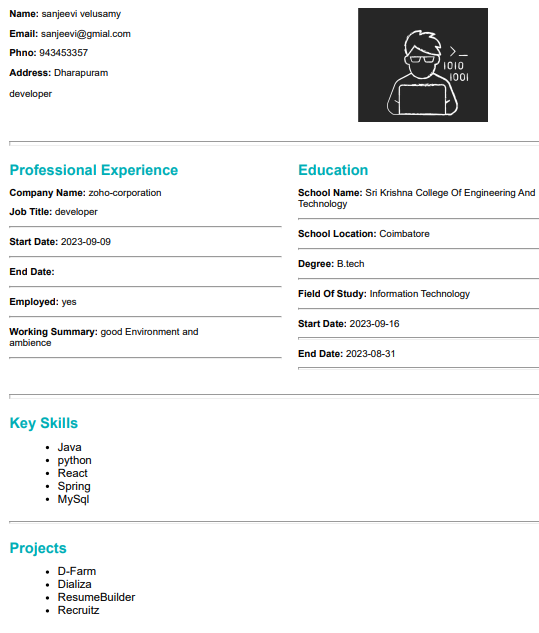 Name: sanjeevi velusamy
Email: sanjeevi@gmial.com
Phno: 943453357
Address: Dharapuram
developer
>_
1010
1001
Professional Experience
Company Name: zoho-corporation
Job Title: developer
Start Date: 2023-09-09
End Date:
Employed: yes
Working Summary: good Environment and
ambience
Education
School Name: Sri Krishna College Of Engineering And
Technology
School Location: Coimbatore
Degree: B.tech
Field Of Study: Information Technology
Start Date: 2023-09-16
End Date: 2023-08-31
Key Skills
• Java
• python
• React
• Spring
• MySql
Projects
• D-Farm
• Dializa
• ResumeBuilder
• Recruitz